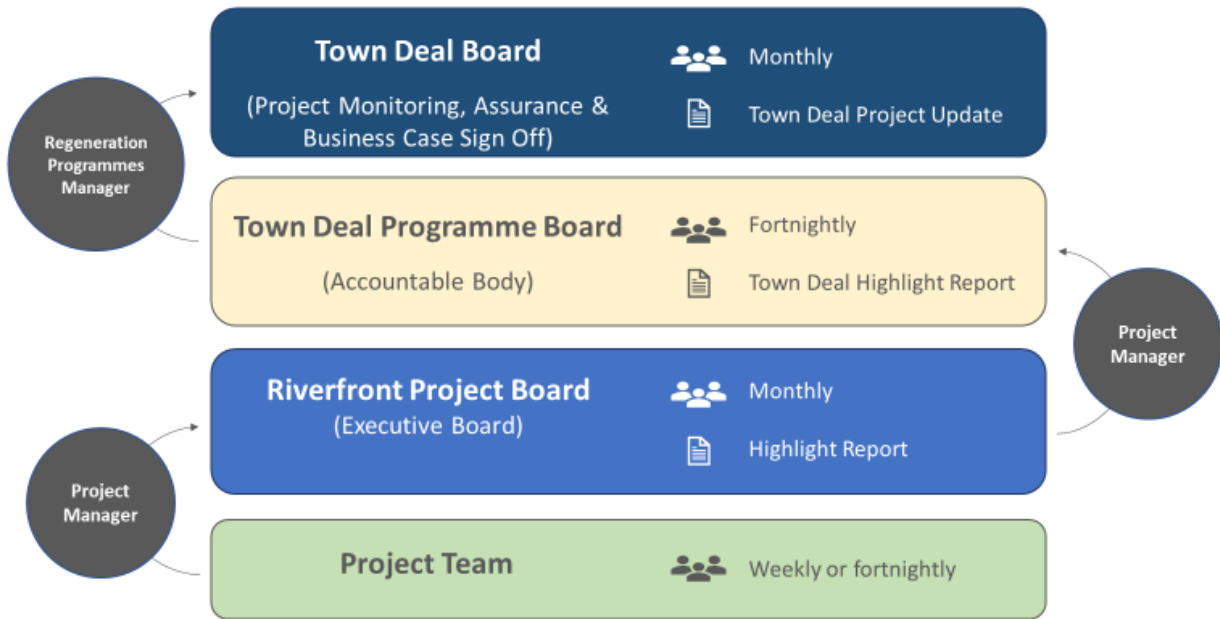 Town Deal Board
(Project Monitoring, Assurance &
Business Case Sign Off)
Monthly
Town Deal Project Update
Regeneration
Programmes
Manager
Town Deal Programme Board
(Accountable Body)
Fortnightly
Town Deal Highlight Report
Project
Manager
Riverfront Project Board
(Executive Board)
Monthly
Highlight Report
Project
Manager
Project Team
Weekly or fortnightly